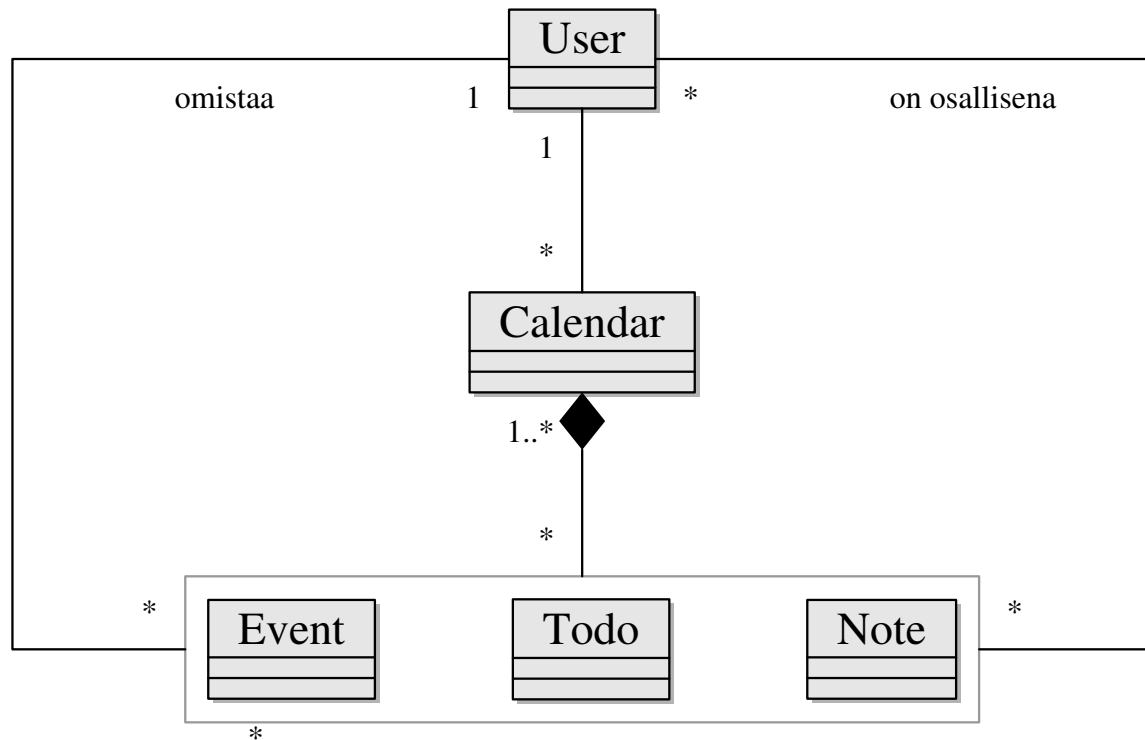 User
omistaa 1 * on osallisena
1
*
Calendar
1..*
*
* *
Event Todo Note
*